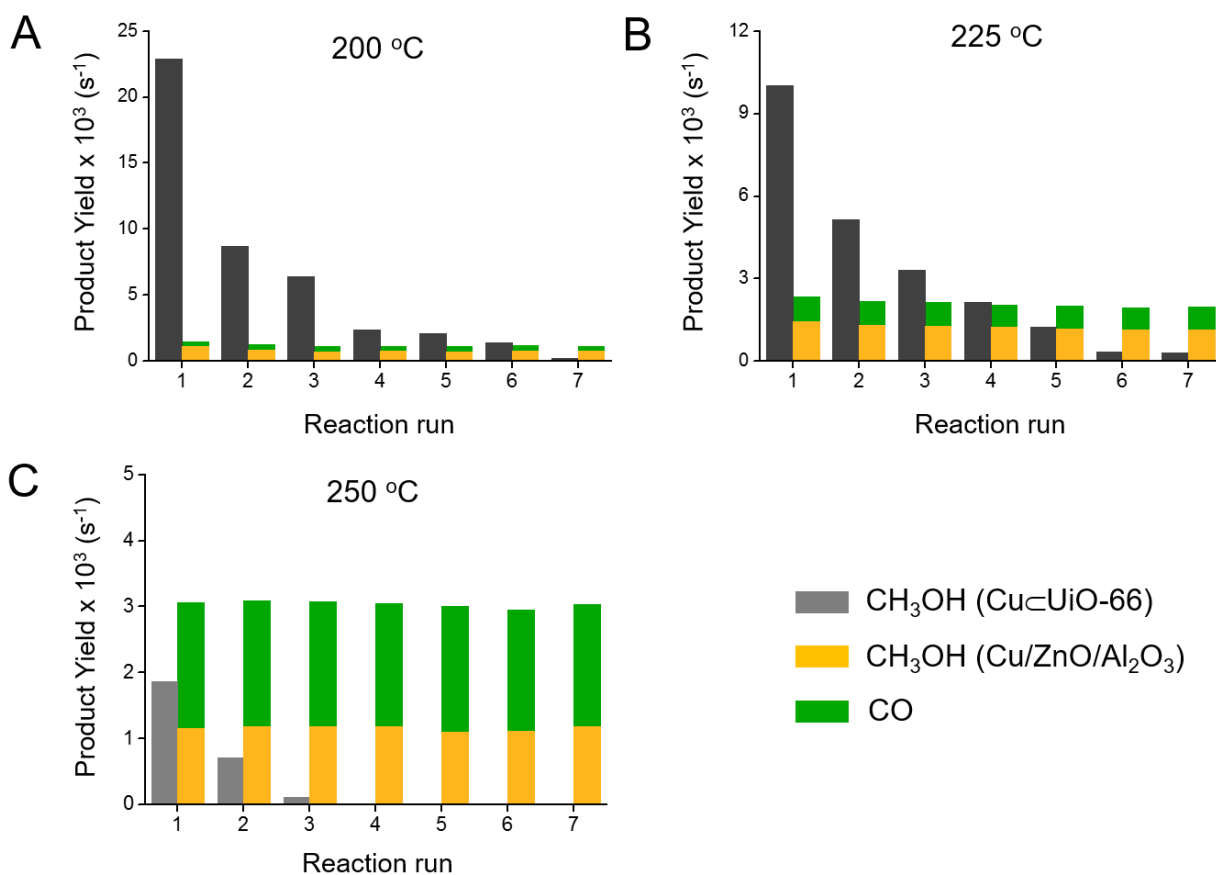 A
200 °C
Product Yield x 10³ (s⁻¹)
25
20
15
10
5
0
1 2 3 4 5 6 7
Reaction run
B
225 °C
Product Yield x 10³ (s⁻¹)
12
9
6
3
0
1 2 3 4 5 6 7
Reaction run
C
250 °C
Product Yield x 10³ (s⁻¹)
5
4
3
2
1
0
1 2 3 4 5 6 7
Reaction run
CH₃OH (Cu⊂UiO-66)
CH₃OH (Cu/ZnO/Al₂O₃)
CO